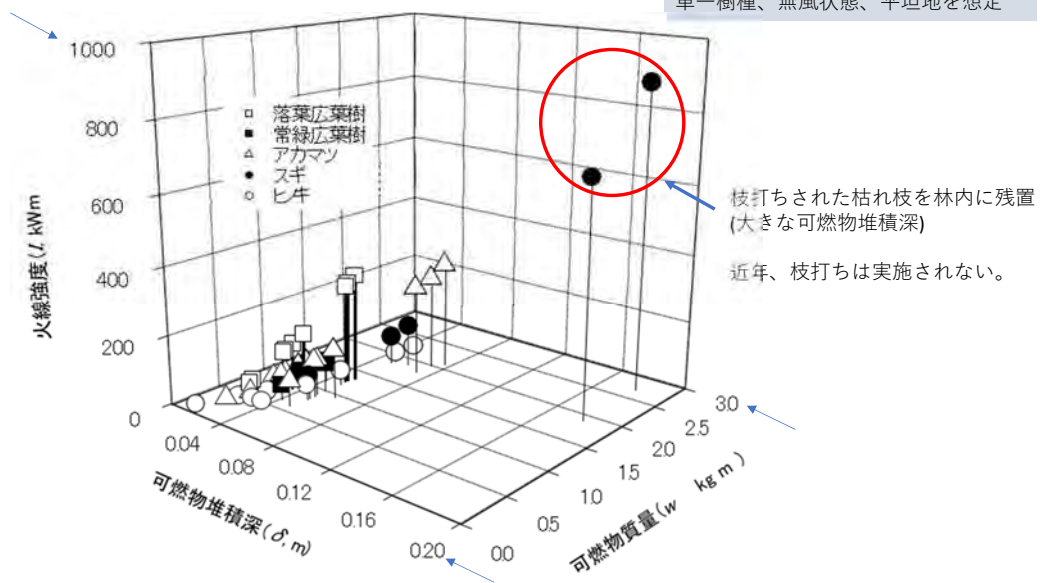 単一樹種、無風状態、平坦地を想定
1000
800
600
400
200
0
火線強度(I, kWm)
□ 落葉広葉樹
■ 常緑広葉樹
△ アカマツ
● スギ
○ ヒノキ
枝打ちされた枯れ枝を林内に残置
(大きな可燃物堆積深)
近年、枝打ちは実施されない。
0.04
0.08
0.12
0.16
0.20
可燃物堆積深(δ, m)
0.0
0.5
1.0
1.5
2.0
2.5
3.0
可燃物質量(w kg m )